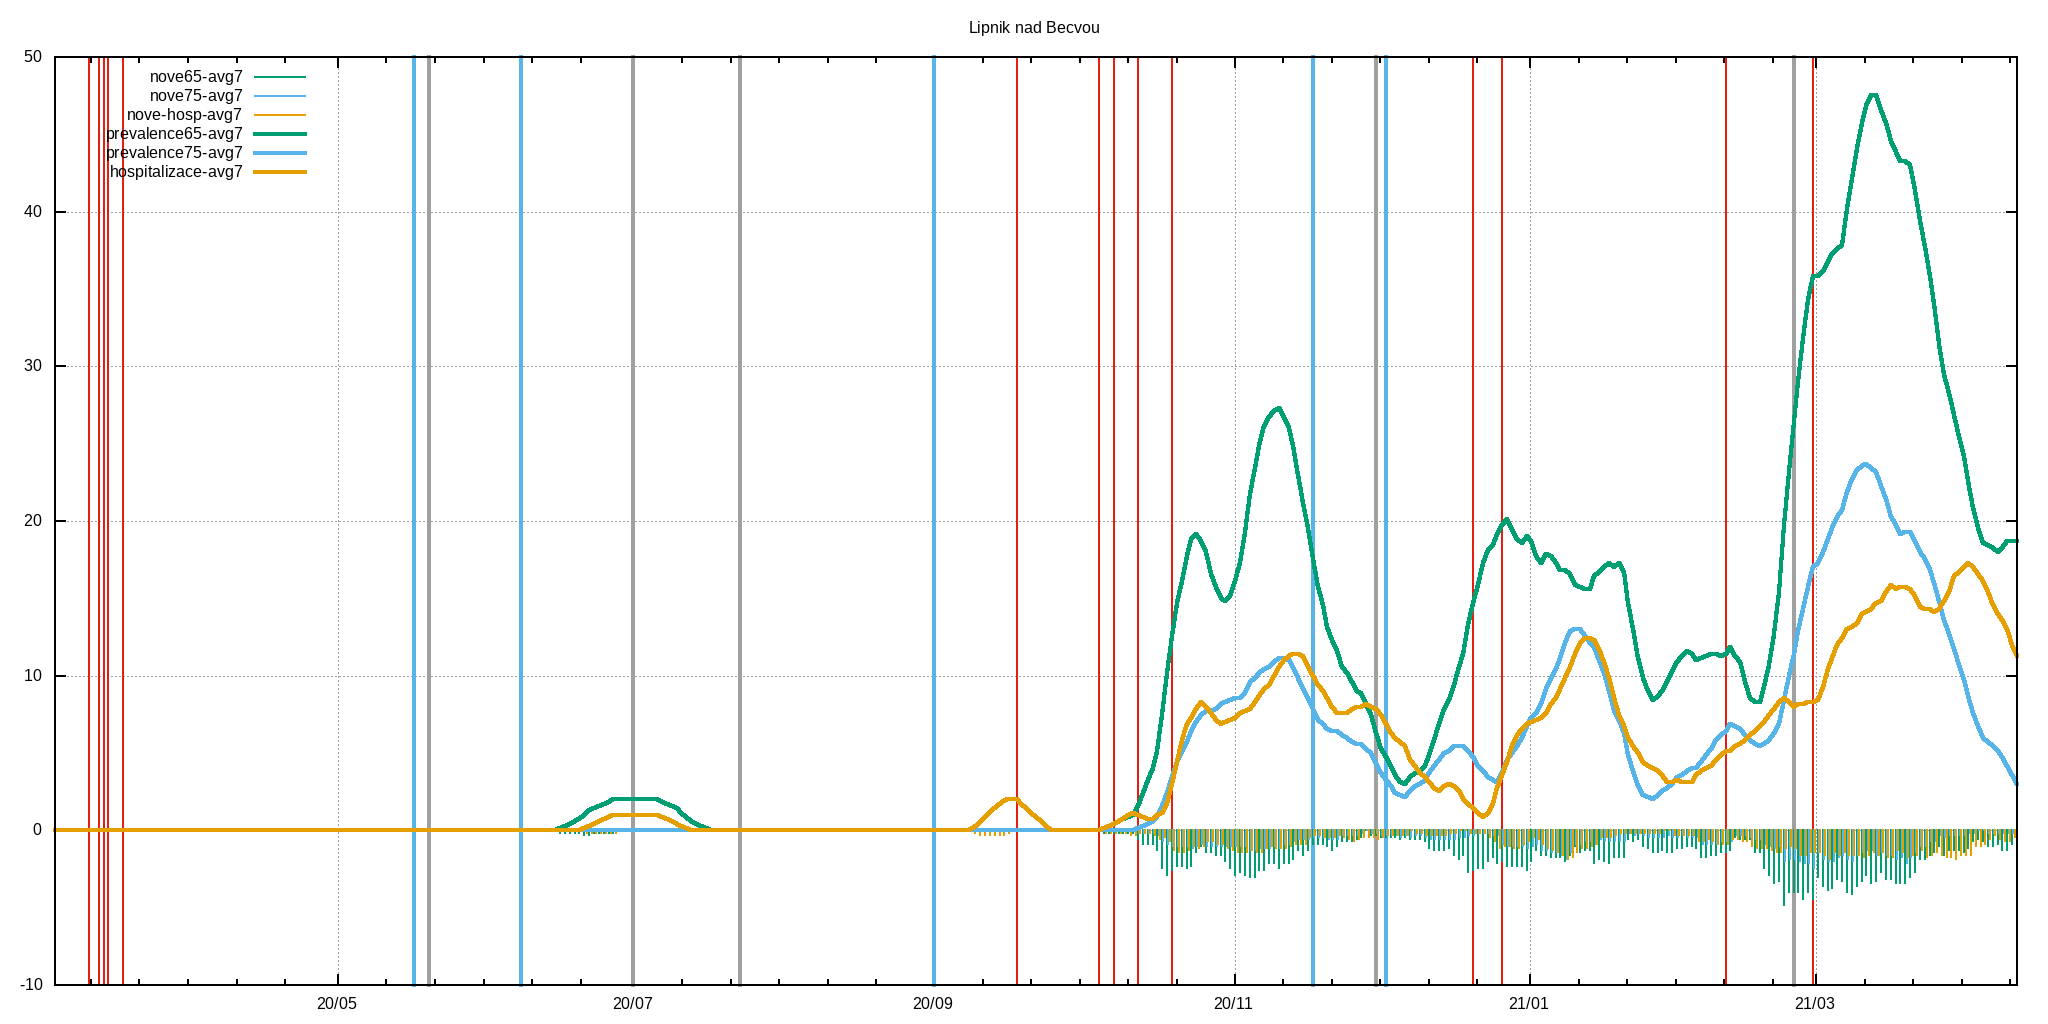 Lipnik nad Becvou
50
nove65-avg7
nove75-avg7
nove-hosp-avg7
prevalence65-avg7
prevalence75-avg7
hospitalizace-avg7
40
30
20
10
0
-10
20/05 20/07 20/09 20/11 21/01 21/03